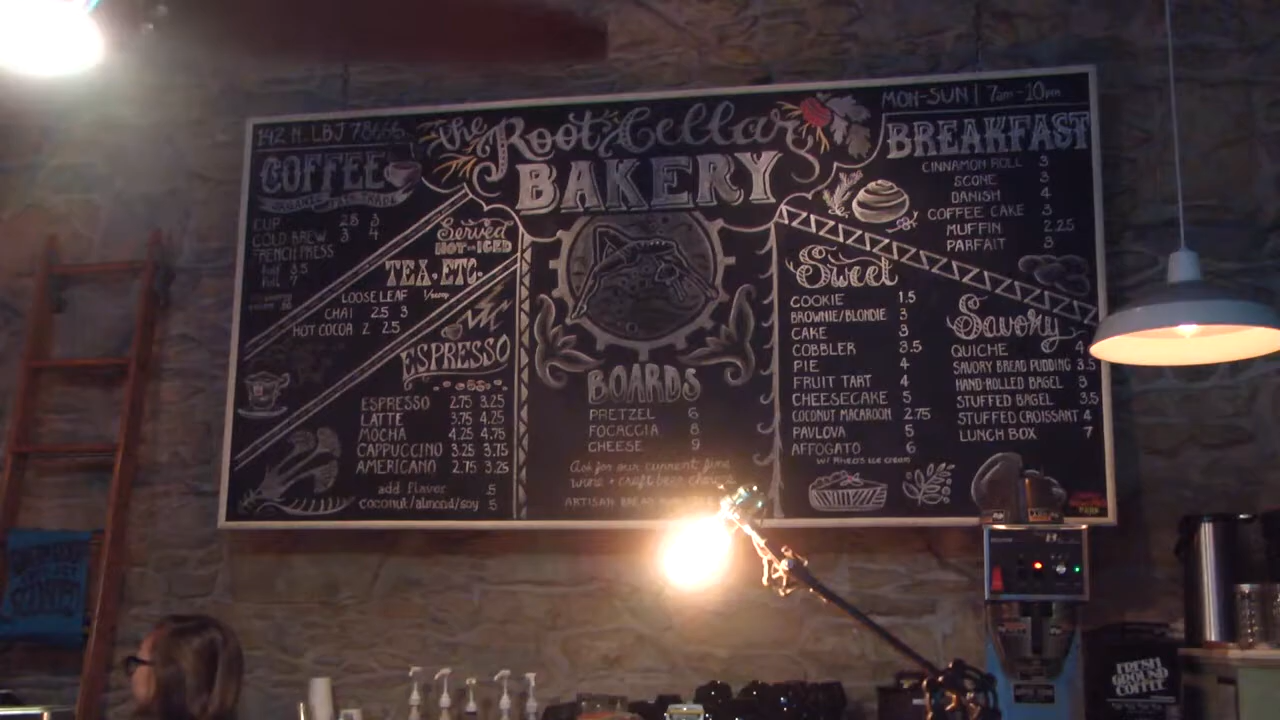 142 N. LBJ 78666
the Root Cellar
BAKERY
MON-SUN | 7am-10pm
COFFEE
ORGANIC FAIR TRADE
CUP 2.5 3
COLD BREW 3 4
FRENCH PRESS
Served
HOT or ICED
TEA, ETC.
LOOSE LEAF
CHAI 2.5 3
HOT COCOA 2 2.5
ESPRESSO
ESPRESSO 2.75 3.25
LATTE 3.75 4.25
MOCHA 4.25 4.75
CAPPUCCINO 3.25 3.75
AMERICANO 2.75 3.25
add flavor .5
coconut/almond/soy .5
BOARDS
PRETZEL 6
FOCACCIA 8
CHEESE 9
Ask for our current fine
wine + craft beer
ARTISAN BREAD
BREAKFAST
CINNAMON ROLL 3
SCONE 3
DANISH 4
COFFEE CAKE 3
MUFFIN 2.25
PARFAIT 3
Sweet
COOKIE 1.5
BROWNIE/BLONDIE 3
CAKE 3
COBBLER 3.5
PIE 4
FRUIT TART 4
CHEESECAKE 5
COCONUT MACAROON 2.75
PAVLOVA 5
AFFOGATO 6
w/ Rheo's ice cream
Savory
QUICHE 4
SAVORY BREAD PUDDING 3.5
HAND-ROLLED BAGEL 3
STUFFED BAGEL 3.5
STUFFED CROISSANT 4
LUNCH BOX 7
FRESH
GROUND
COFFEE